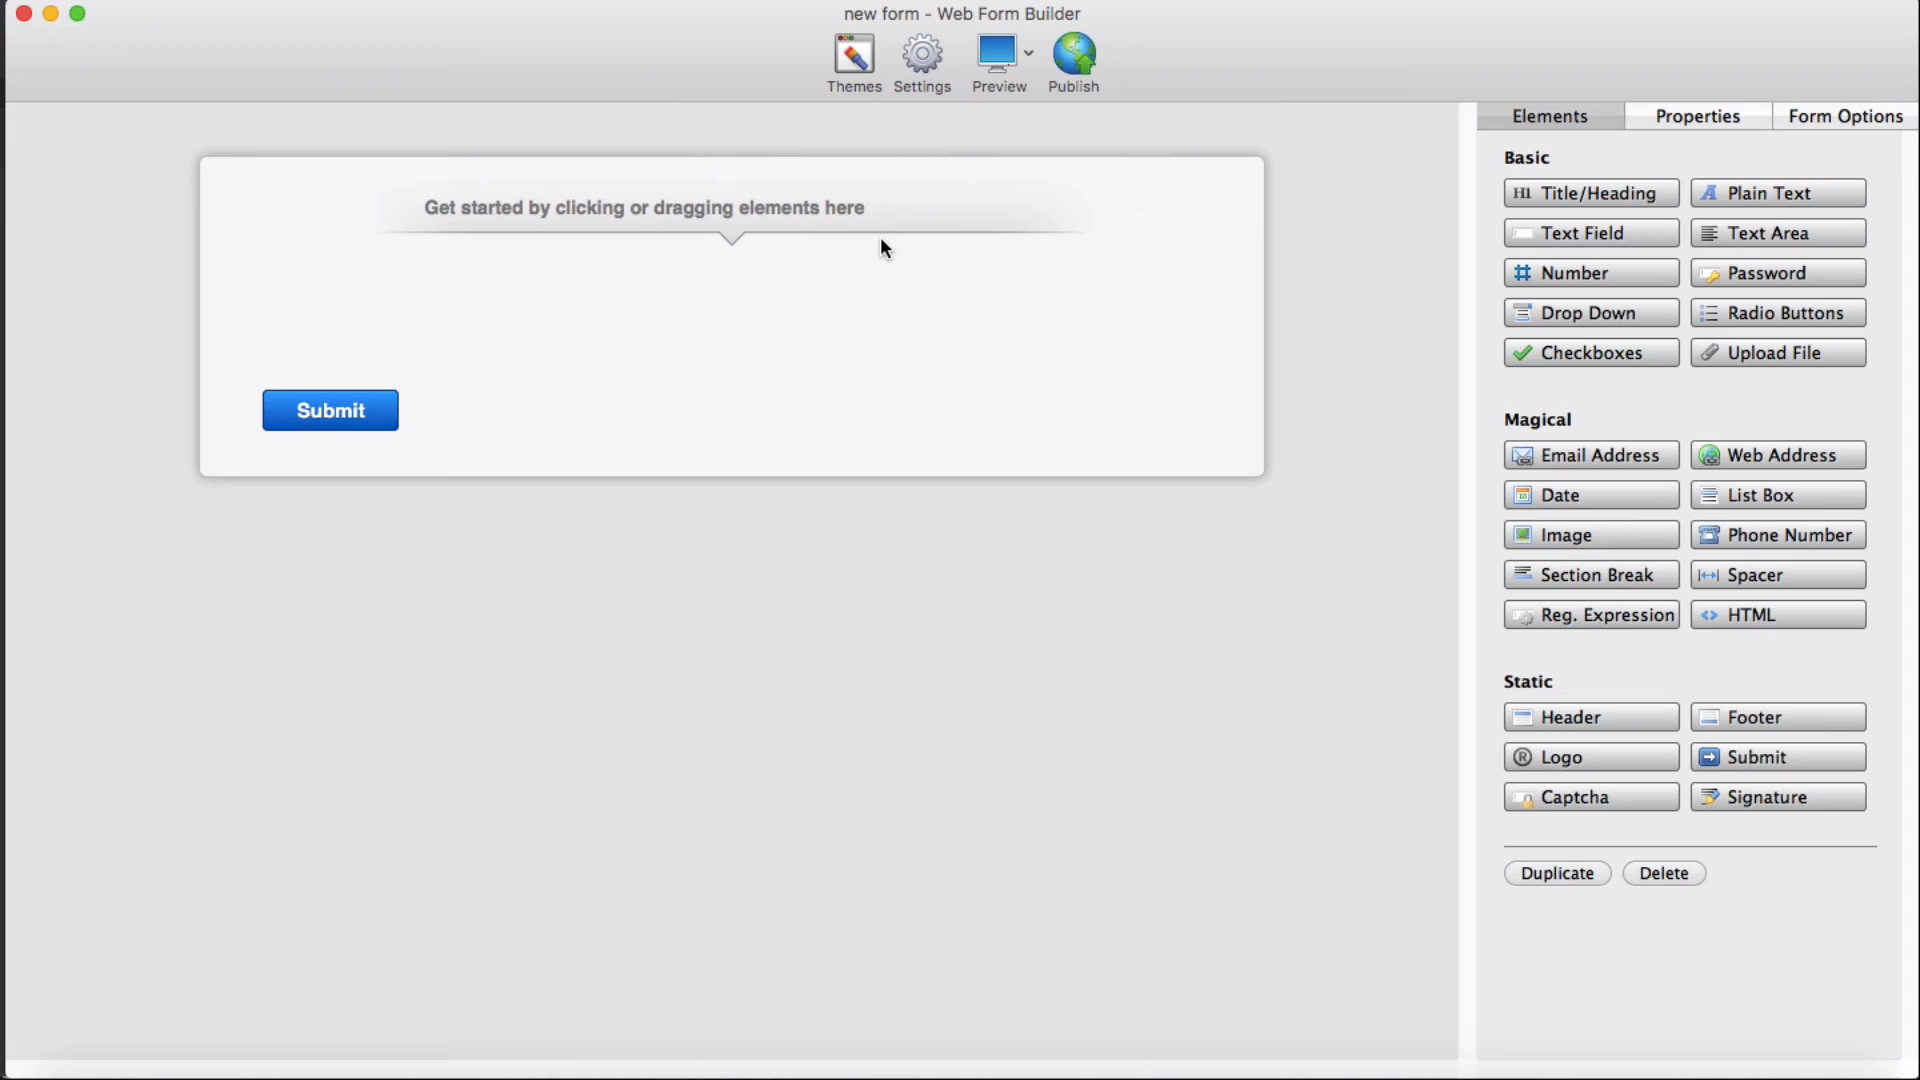 new form - Web Form Builder
Themes Settings Preview Publish
Elements Properties Form Options
Get started by clicking or dragging elements here
Submit
Basic
H1 Title/Heading A Plain Text
Text Field Text Area
Number Password
Drop Down Radio Buttons
Checkboxes Upload File
Magical
Email Address Web Address
10 Date List Box
Image Phone Number
Section Break Spacer
Reg. Expression <> HTML
Static
Header Footer
® Logo Submit
Captcha Signature
Duplicate Delete